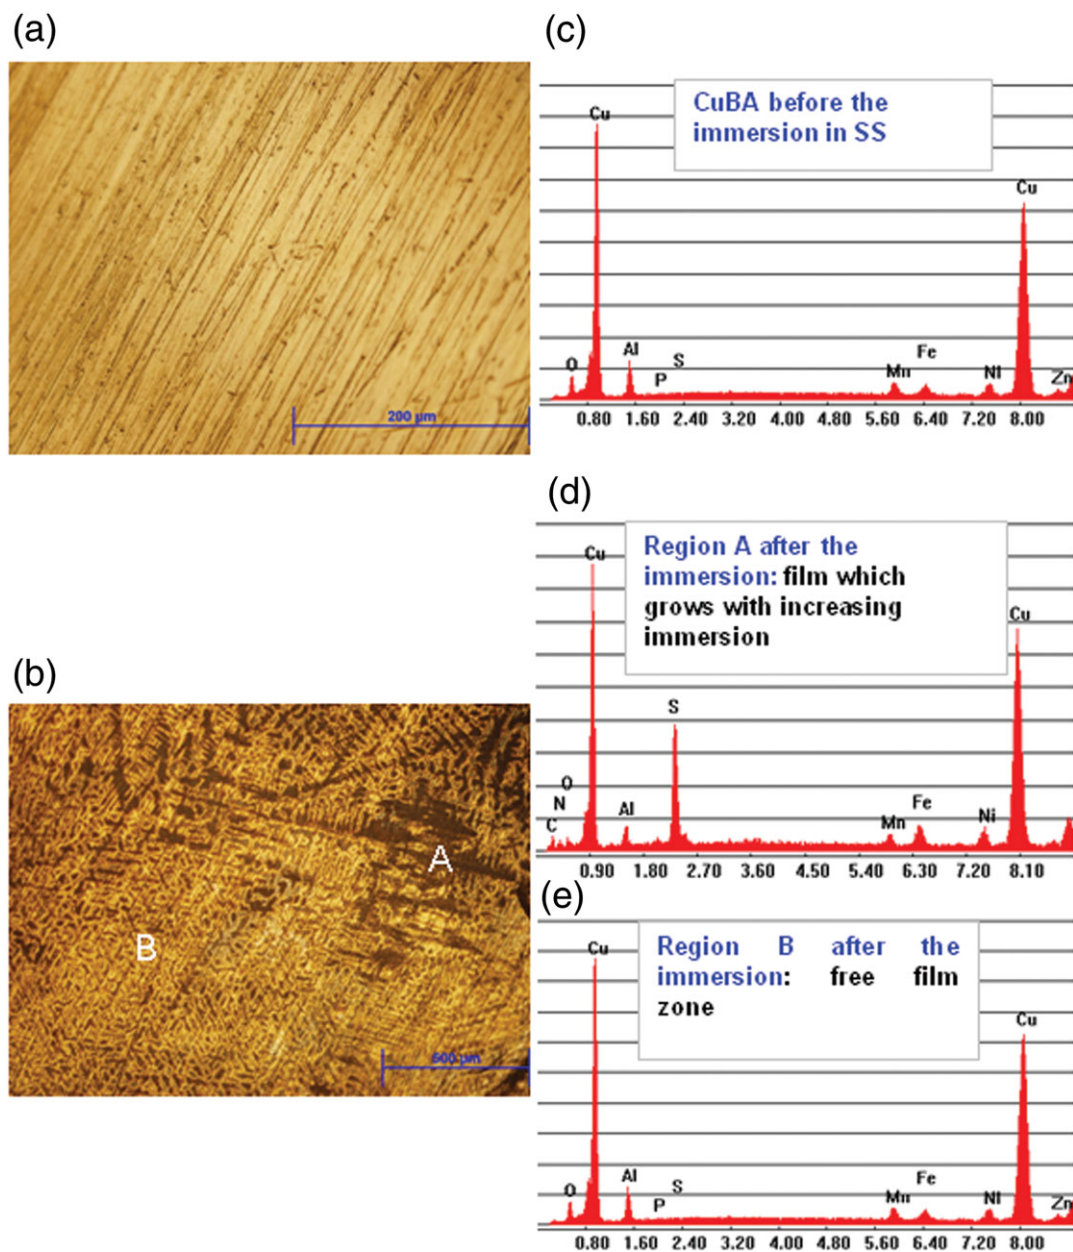 (a)
200 µm
(b)
A
B
500 µm
(c)
CuBA before the
immersion in SS
Cu
Cu
O
Al
P
S
Mn
Fe
NI
Zn
0.80 1.60 2.40 3.20 4.00 4.80 5.60 6.40 7.20 8.00
(d)
Region A after the
immersion: film which
grows with increasing
immersion
Cu
Cu
S
O
N
C
Al
Mn
Fe
Ni
0.90 1.80 2.70 3.60 4.50 5.40 6.30 7.20 8.10
(e)
Region B after the
immersion: free film
zone
Cu
Cu
O
Al
P
S
Mn
Fe
NI
Zn
0.80 1.60 2.40 3.20 4.00 4.80 5.60 6.40 7.20 8.00